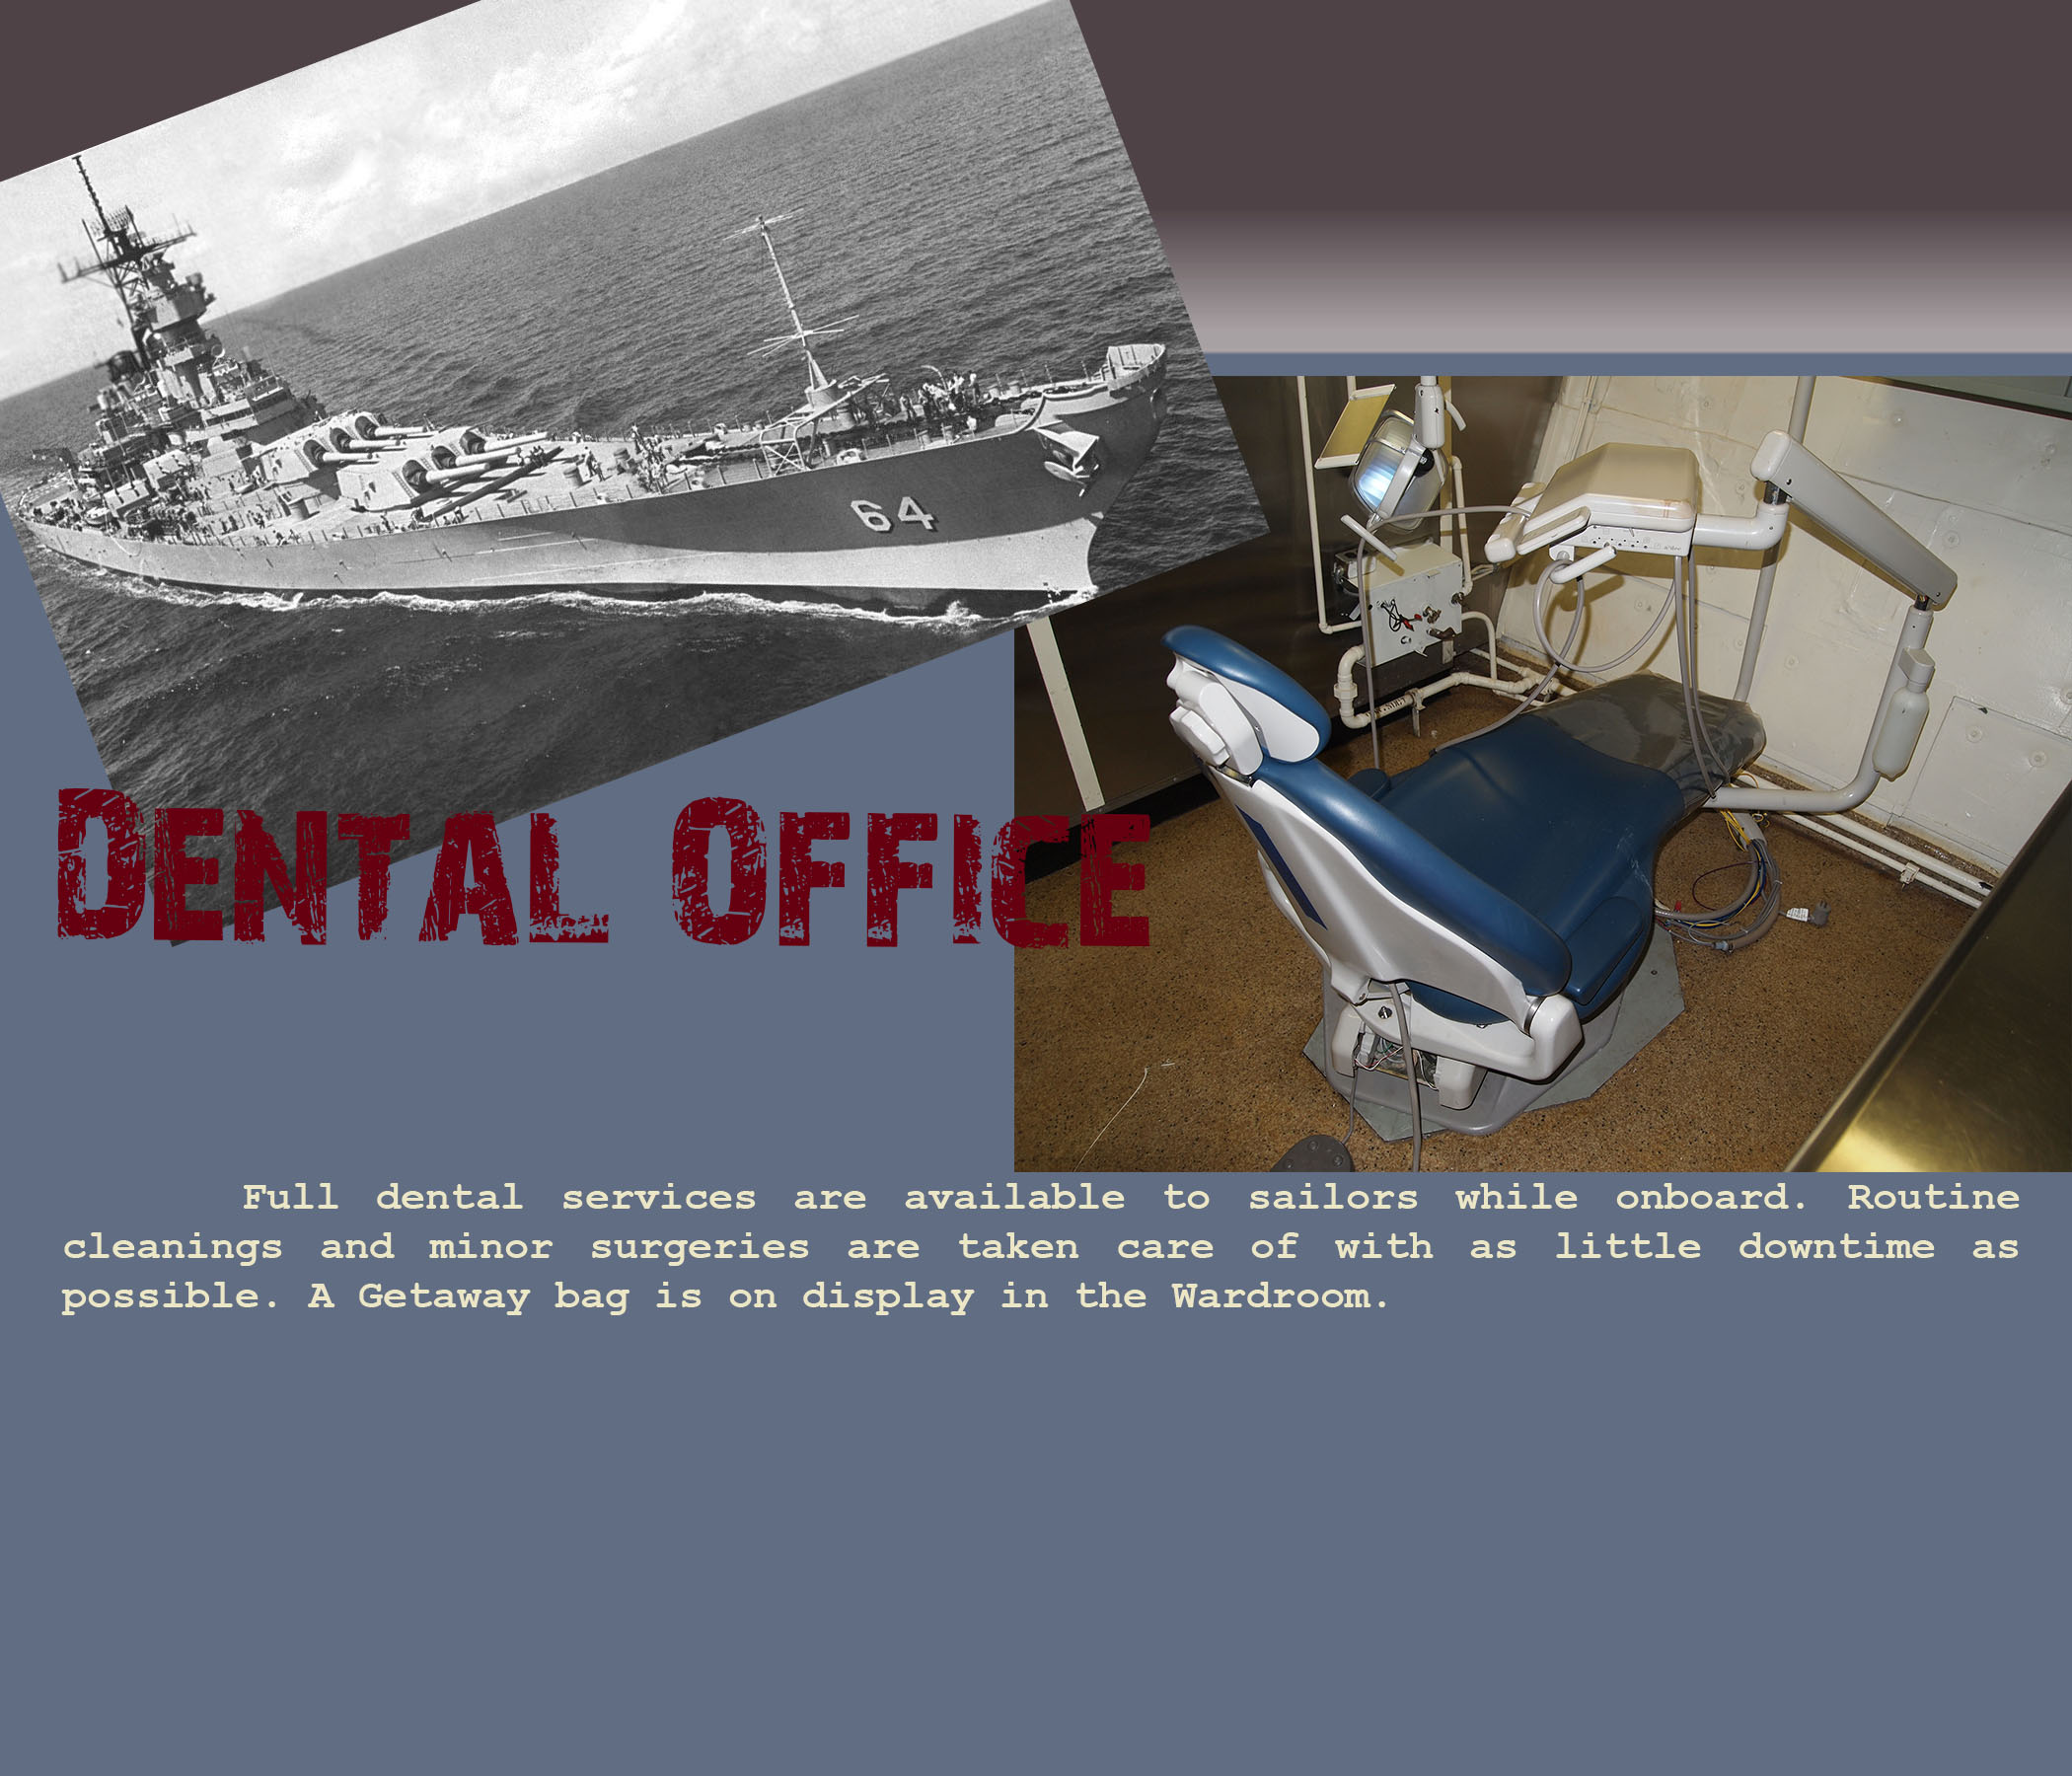 64
Dental Office
Full dental services are available to sailors while onboard. Routine
cleanings and minor surgeries are taken care of with as little downtime as
possible. A Getaway bag is on display in the Wardroom.